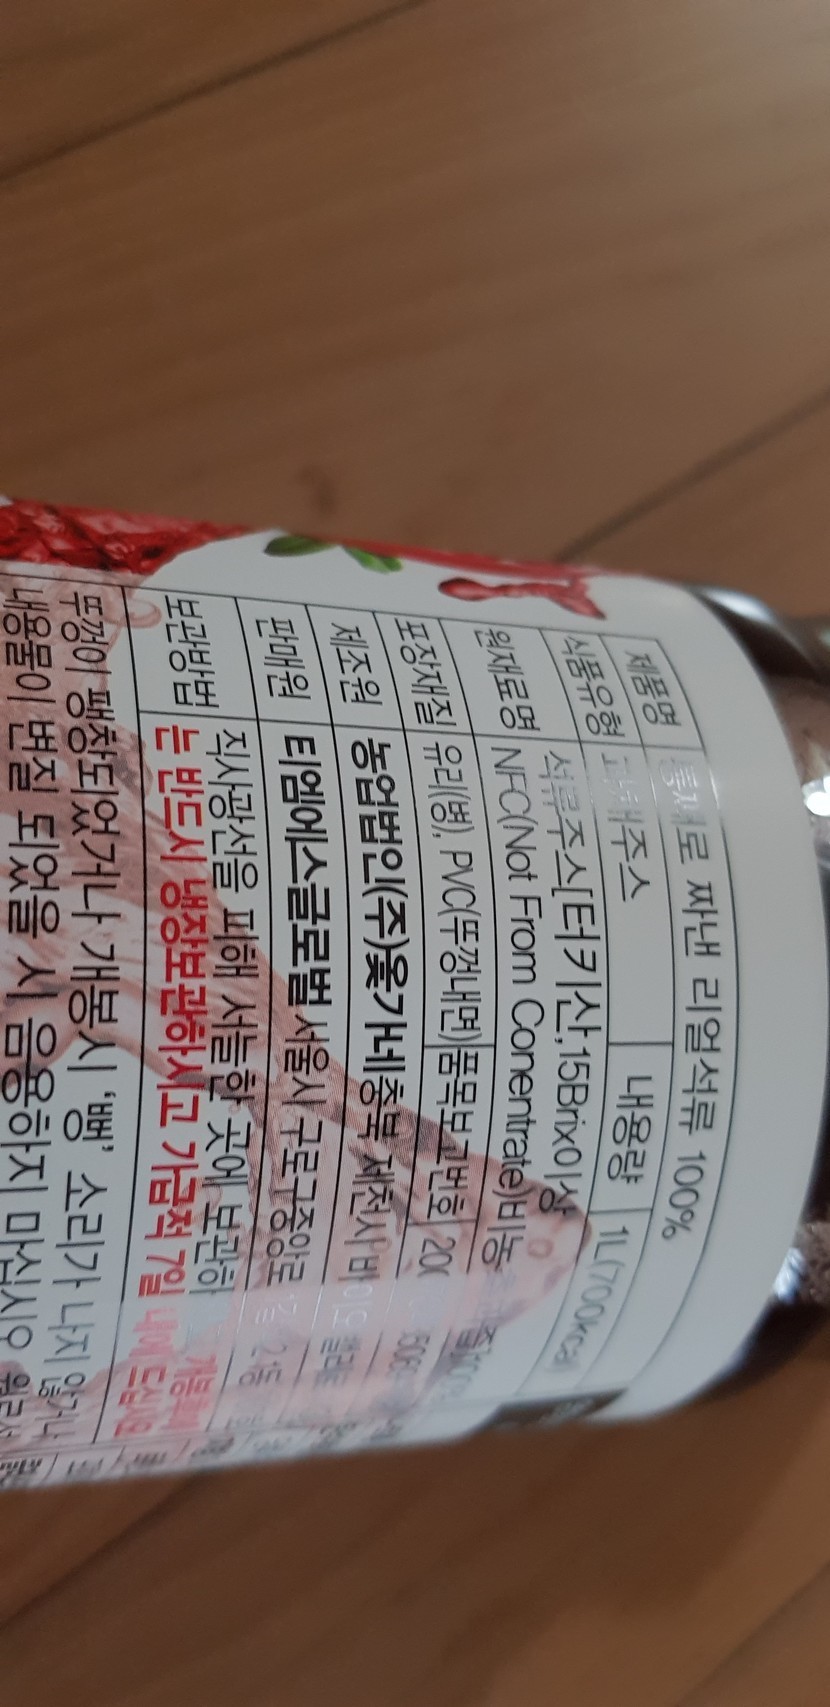 제품명 통째로 짜낸 리얼석류 100%
식품유형 과채주스 내용량 1L(700kcal)
원재료명 석류주스[터키산,15Brix이상
NFC(Not From Conentrate)비농
포장재질 유리(병), PVC(뚜껑내면) 품목보고번호 200
제조원 농업법인(주)옻가네 충북 제천시 바이오
판매원 티엠에스글로벌 서울시 구로구 중앙로
보관방법 직사광선을 피해 서늘한 곳에 보관하
는 반드시 냉장보관하시고 가급적 7일 내에 드십시오
뚜껑이 팽창되었거나 개봉시 '뻥' 소리가 나지 않거나
내용물이 변질 되었을 시 음용하지 마십시오